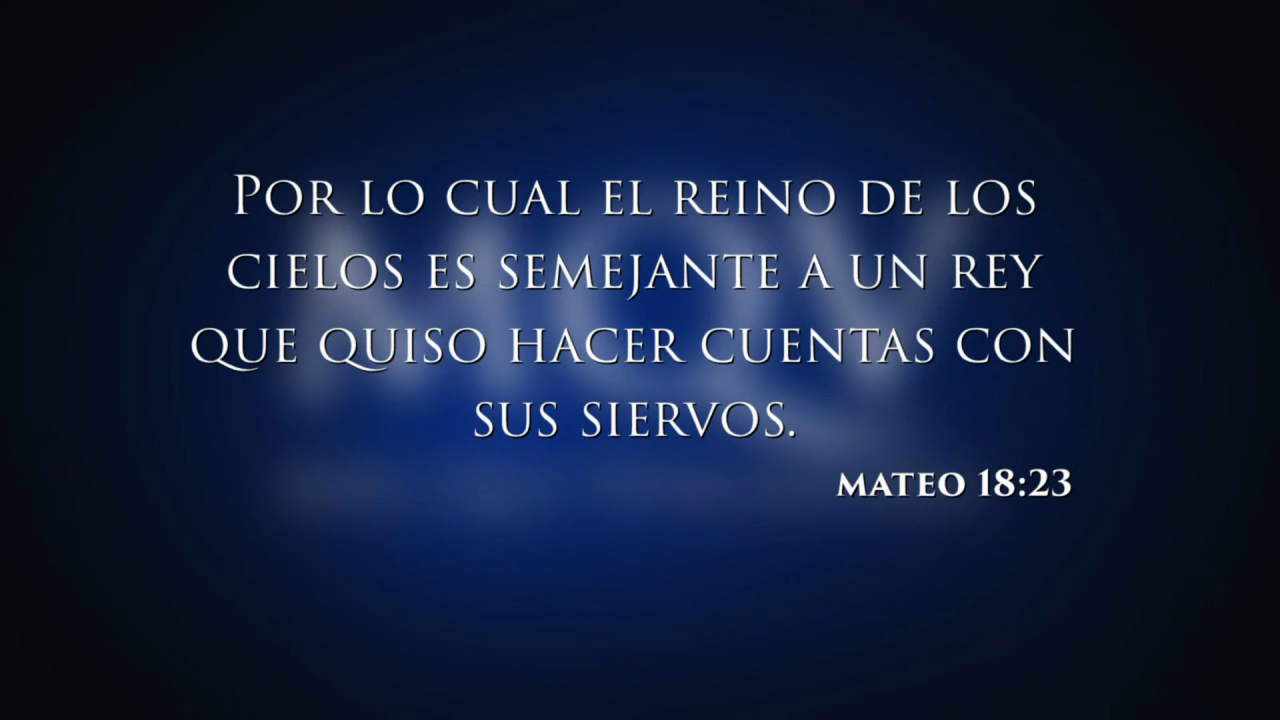 Por lo cual el reino de los
cielos es semejante a un rey
que quiso hacer cuentas con
sus siervos.
Mateo 18:23